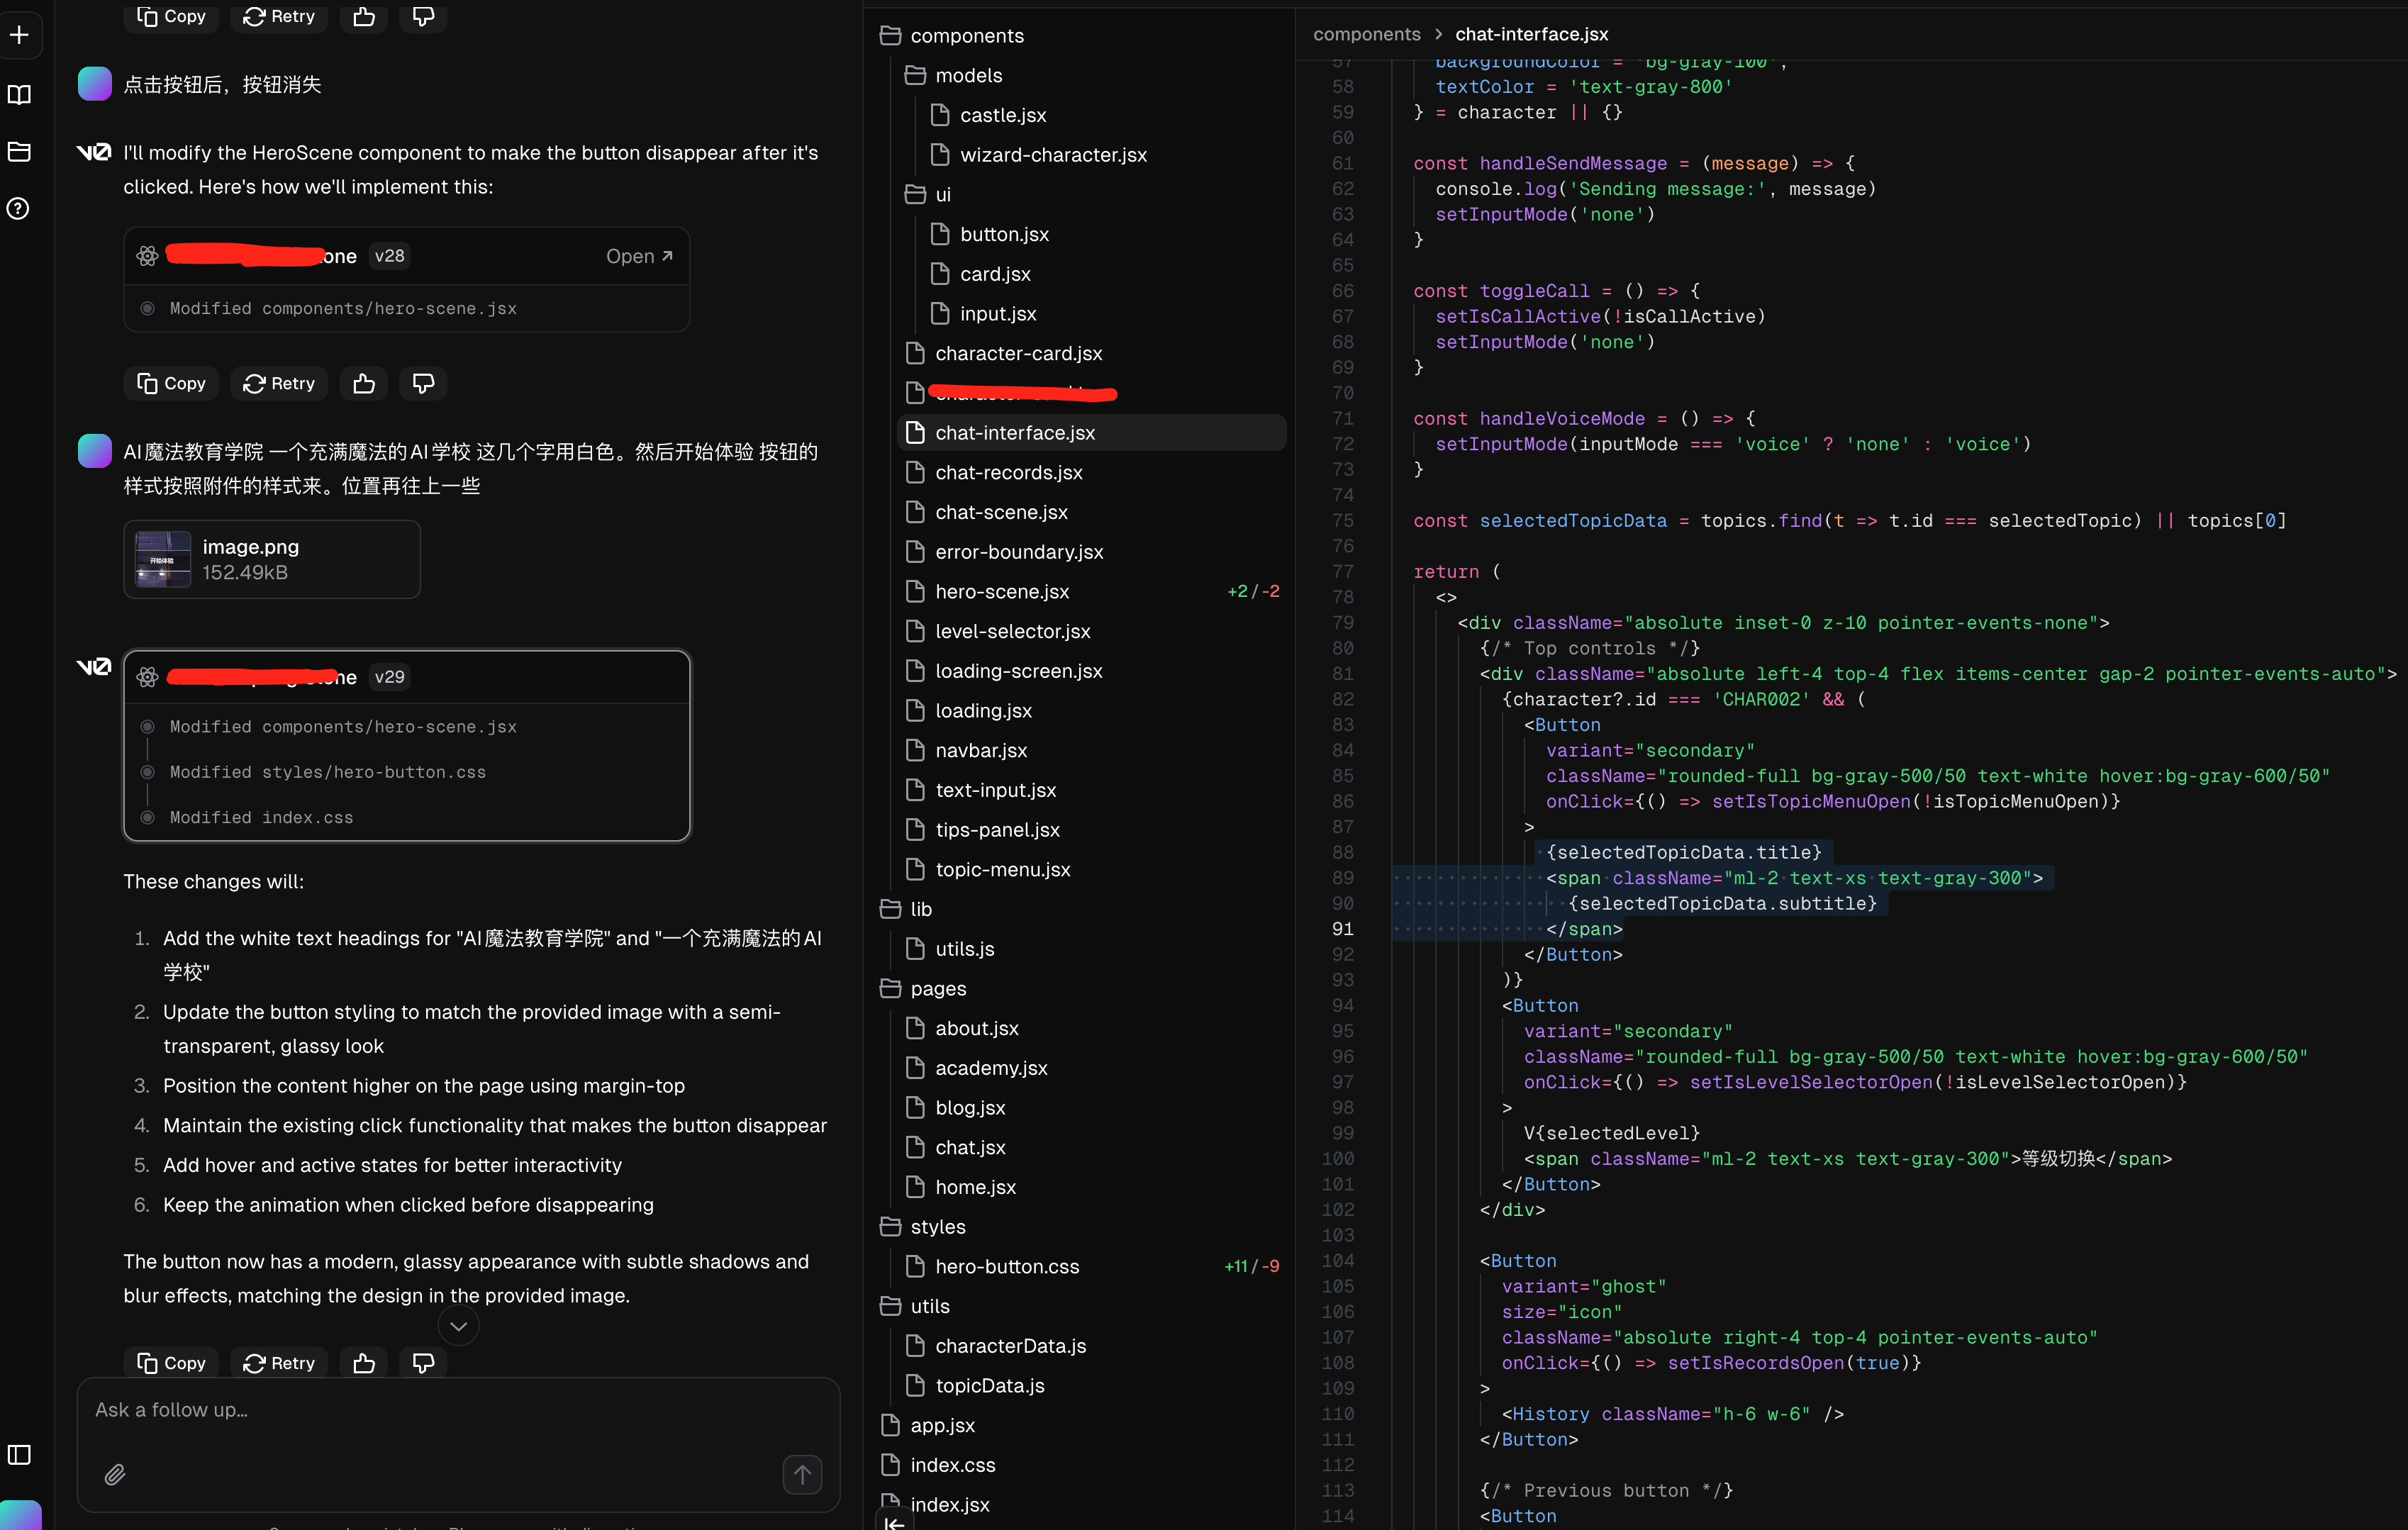 Copy Retry
点击按钮后，按钮消失
I'll modify the HeroScene component to make the button disappear after it's
clicked. Here's how we'll implement this:
one v28 Open
Modified components/hero-scene.jsx
Copy Retry
AI魔法教育学院 一个充满魔法的AI学校 这几个字用白色。然后开始体验 按钮的
样式按照附件的样式来。位置再往上一些
开始体验
image.png
152.49kB
one v29
Modified components/hero-scene.jsx
Modified styles/hero-button.css
Modified index.css
These changes will:
1. Add the white text headings for "AI魔法教育学院" and "一个充满魔法的AI
学校"
2. Update the button styling to match the provided image with a semi-
transparent, glassy look
3. Position the content higher on the page using margin-top
4. Maintain the existing click functionality that makes the button disappear
5. Add hover and active states for better interactivity
6. Keep the animation when clicked before disappearing
The button now has a modern, glassy appearance with subtle shadows and
blur effects, matching the design in the provided image.
Copy Retry
Ask a follow up...
components
models
castle.jsx
wizard-character.jsx
ui
button.jsx
card.jsx
input.jsx
character-card.jsx
chat-interface.jsx
chat-records.jsx
chat-scene.jsx
error-boundary.jsx
hero-scene.jsx +2/-2
level-selector.jsx
loading-screen.jsx
loading.jsx
navbar.jsx
text-input.jsx
tips-panel.jsx
topic-menu.jsx
lib
utils.js
pages
about.jsx
academy.jsx
blog.jsx
chat.jsx
home.jsx
styles
hero-button.css +11/-9
utils
characterData.js
topicData.js
app.jsx
index.css
index.jsx
components > chat-interface.jsx
57 backgroundColor = 'bg-gray-100',
58 textColor = 'text-gray-800'
59 } = character || {}
60
61 const handleSendMessage = (message) => {
62 console.log('Sending message:', message)
63 setInputMode('none')
64 }
65
66 const toggleCall = () => {
67 setIsCallActive(!isCallActive)
68 setInputMode('none')
69 }
70
71 const handleVoiceMode = () => {
72 setInputMode(inputMode === 'voice' ? 'none' : 'voice')
73 }
74
75 const selectedTopicData = topics.find(t => t.id === selectedTopic) || topics[0]
76
77 return (
78 <>
79 <div className="absolute inset-0 z-10 pointer-events-none">
80 {/* Top controls */}
81 <div className="absolute left-4 top-4 flex items-center gap-2 pointer-events-auto">
82 {character?.id === 'CHAR002' && (
83 <Button
84 variant="secondary"
85 className="rounded-full bg-gray-500/50 text-white hover:bg-gray-600/50"
86 onClick={() => setIsTopicMenuOpen(!isTopicMenuOpen)}
87 >
88 {selectedTopicData.title}
89 <span className="ml-2 text-xs text-gray-300">
90 {selectedTopicData.subtitle}
91 </span>
92 </Button>
93 )}
94 <Button
95 variant="secondary"
96 className="rounded-full bg-gray-500/50 text-white hover:bg-gray-600/50"
97 onClick={() => setIsLevelSelectorOpen(!isLevelSelectorOpen)}
98 >
99 V{selectedLevel}
100 <span className="ml-2 text-xs text-gray-300">等级切换</span>
101 </Button>
102 </div>
103
104 <Button
105 variant="ghost"
106 size="icon"
107 className="absolute right-4 top-4 pointer-events-auto"
108 onClick={() => setIsRecordsOpen(true)}
109 >
110 <History className="h-6 w-6" />
111 </Button>
112
113 {/* Previous button */}
114 <Button